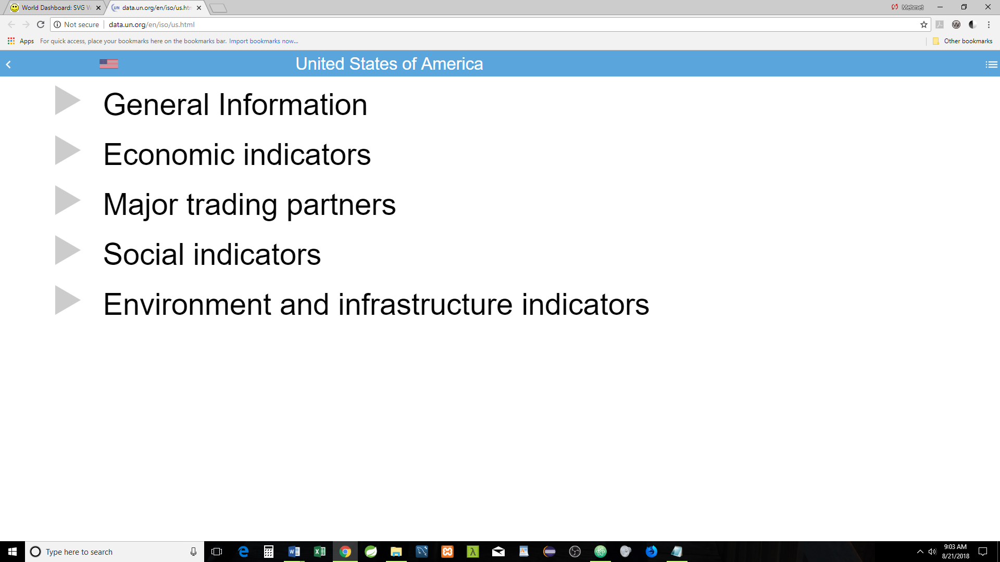 World Dashboard: SVG W
UN data.un.org/en/iso/us.htm
Mehmet
Not secure data.un.org/en/iso/us.html
Apps For quick access, place your bookmarks here on the bookmarks bar. Import bookmarks now...
Other bookmarks
United States of America
General Information
Economic indicators
Major trading partners
Social indicators
Environment and infrastructure indicators
Type here to search
9:03 AM
8/21/2018